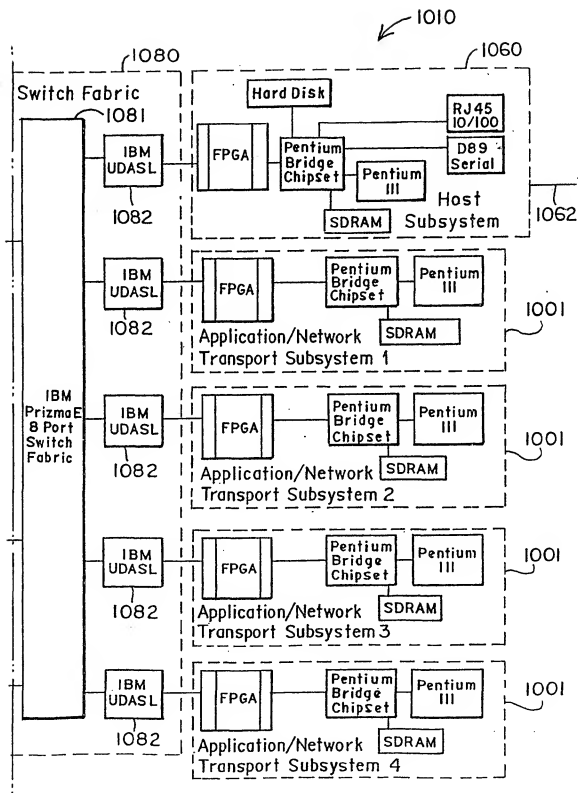 1010
1080
1060
Switch Fabric
1081
Hard Disk
RJ45
10/100
D89
Serial
IBM
UDASL
1082
FPGA
Pentium
Bridge
Chipset
Pentium
III
SDRAM
Host
Subsystem
1062
IBM
UDASL
1082
FPGA
Pentium
Bridge
Chipset
Pentium
III
SDRAM
Application/Network
Transport Subsystem 1
1001
IBM
PrizmaE
8 Port
Switch
Fabric
IBM
UDASL
1082
FPGA
Pentium
Bridge
Chipset
Pentium
III
SDRAM
Application/Network
Transport Subsystem 2
1001
IBM
UDASL
1082
FPGA
Pentium
Bridge
Chipset
Pentium
III
SDRAM
Application/Network
Transport Subsystem 3
1001
IBM
UDASL
1082
FPGA
Pentium
Bridge
Chipset
Pentium
III
SDRAM
Application/Network
Transport Subsystem 4
1001